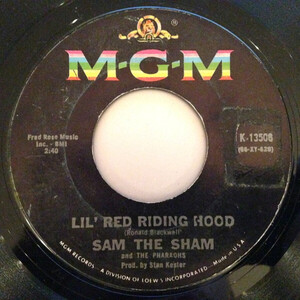 M-G-M
Fred Rose Music
Inc. - BMI
2:40
K-13506
(66-XY-628)
LIL' RED RIDING HOOD
(Ronald Blackwell)
SAM THE SHAM
and THE PHARAOHS
Prod. by Stan Kesler
MGM RECORDS - A DIVISION OF LOEW'S INC.
Made in U.S.A.